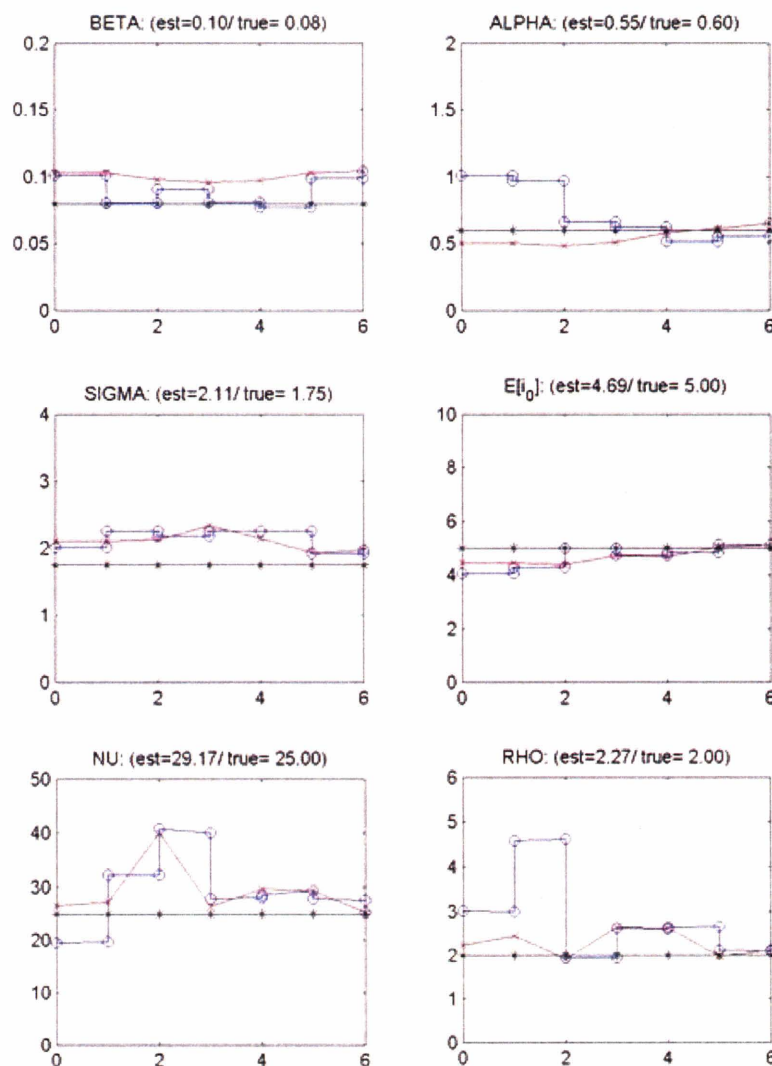 BETA: (est=0.10/ true= 0.08)
0.2
0.15
0.1
0.05
0
0 2 4 6
ALPHA: (est=0.55/ true= 0.60)
2
1.5
1
0.5
0
0 2 4 6
SIGMA: (est=2.11/ true= 1.75)
4
3
2
1
0
0 2 4 6
E[i0]: (est=4.69/ true= 5.00)
10
8
6
4
2
0
0 2 4 6
NU: (est=29.17/ true= 25.00)
50
40
30
20
10
0
0 2 4 6
RHO: (est=2.27/ true= 2.00)
6
5
4
3
2
1
0
0 2 4 6